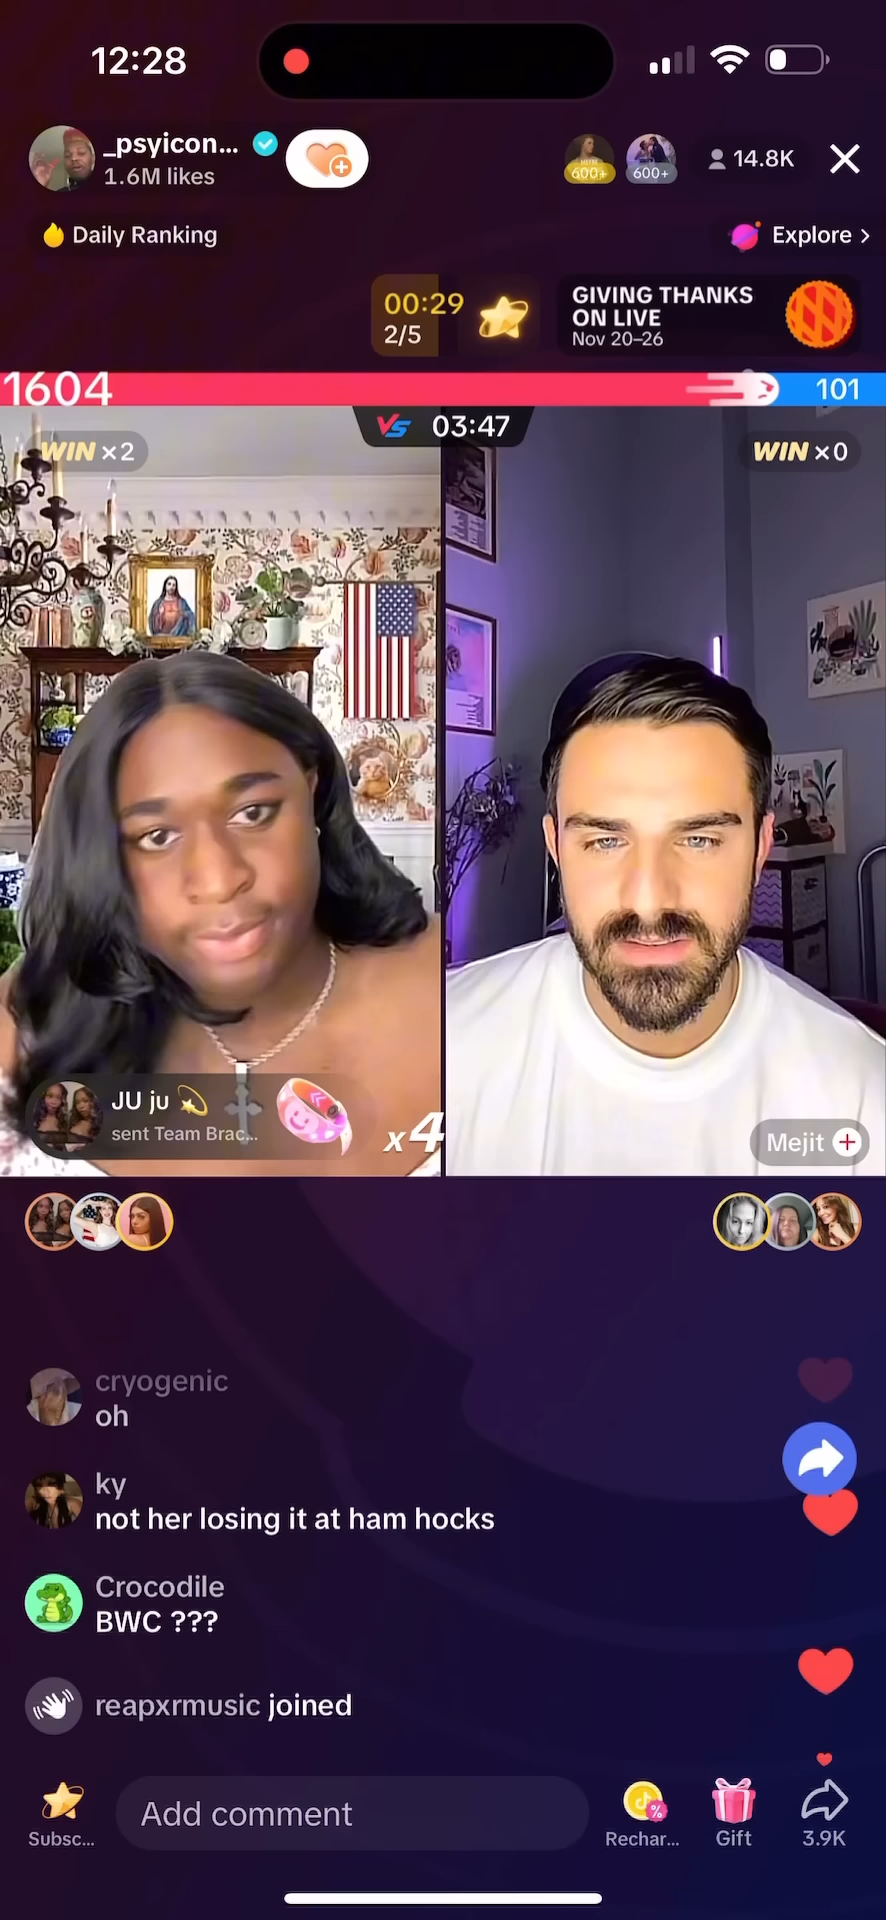 12:28
_psyicon...
1.6M likes
600+
600+
14.8K
Daily Ranking
Explore >
00:29
2/5
GIVING THANKS
ON LIVE
Nov 20–26
1604
101
VS 03:47
WIN ×2
WIN ×0
JU ju
sent Team Brac...
x4
Mejit +
cryogenic
oh
ky
not her losing it at ham hocks
Crocodile
BWC ???
reapxrmusic joined
Add comment
Subsc...
Rechar...
Gift
3.9K